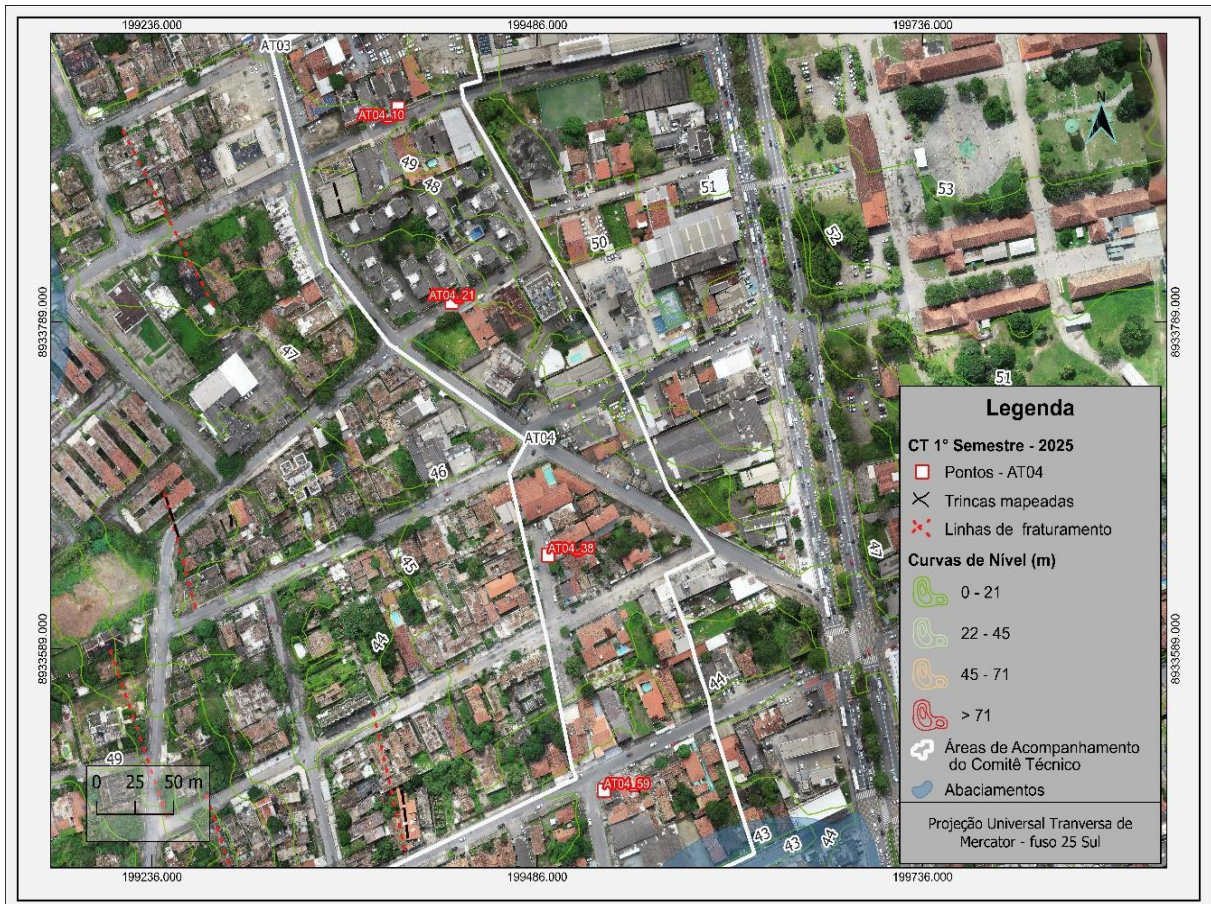 199236.000
199486.000
199736.000
AT03
AT04_10
49
48
51
53
50
52
N
AT04_21
8933789.000
8933789.000
47
51
AT04
46
47
AT04_38
45
44
44
8933589.000
8933589.000
49
0 25 50 m
AT04_59
43
43
44
Legenda
CT 1° Semestre - 2025
Pontos - AT04
Trincas mapeadas
Linhas de fraturamento
Curvas de Nível (m)
0 - 21
22 - 45
45 - 71
> 71
Áreas de Acompanhamento
do Comitê Técnico
Abaciamentos
Projeção Universal Tranversa de
Mercator - fuso 25 Sul
199236.000
199486.000
199736.000